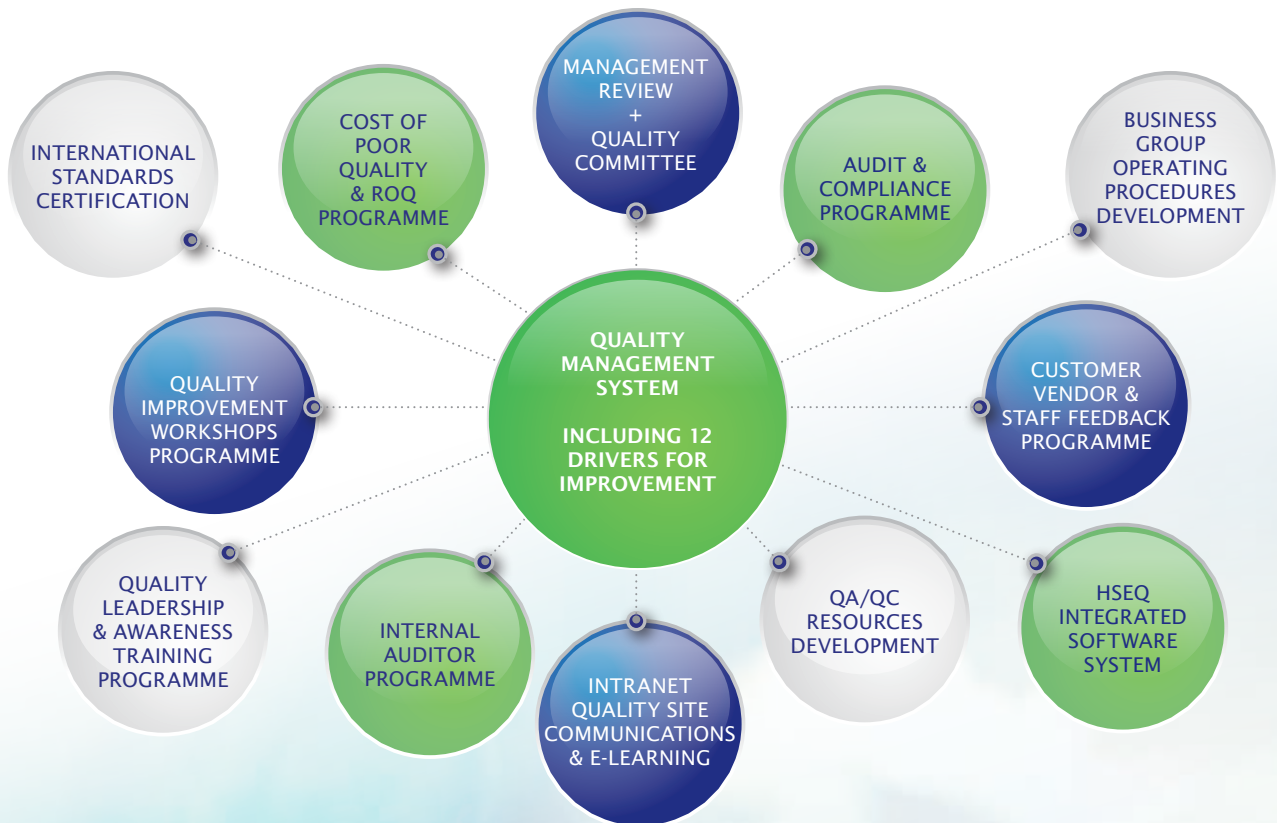 MANAGEMENT
REVIEW
+
QUALITY
COMMITTEE
COST OF
POOR
QUALITY
& ROQ
PROGRAMME
AUDIT &
COMPLIANCE
PROGRAMME
INTERNATIONAL
STANDARDS
CERTIFICATION
BUSINESS
GROUP
OPERATING
PROCEDURES
DEVELOPMENT
QUALITY
MANAGEMENT
SYSTEM
INCLUDING 12
DRIVERS FOR
IMPROVEMENT
QUALITY
IMPROVEMENT
WORKSHOPS
PROGRAMME
CUSTOMER
VENDOR &
STAFF FEEDBACK
PROGRAMME
QUALITY
LEADERSHIP
& AWARENESS
TRAINING
PROGRAMME
INTERNAL
AUDITOR
PROGRAMME
INTRANET
QUALITY SITE
COMMUNICATIONS
& E-LEARNING
QA/QC
RESOURCES
DEVELOPMENT
HSEQ
INTEGRATED
SOFTWARE
SYSTEM